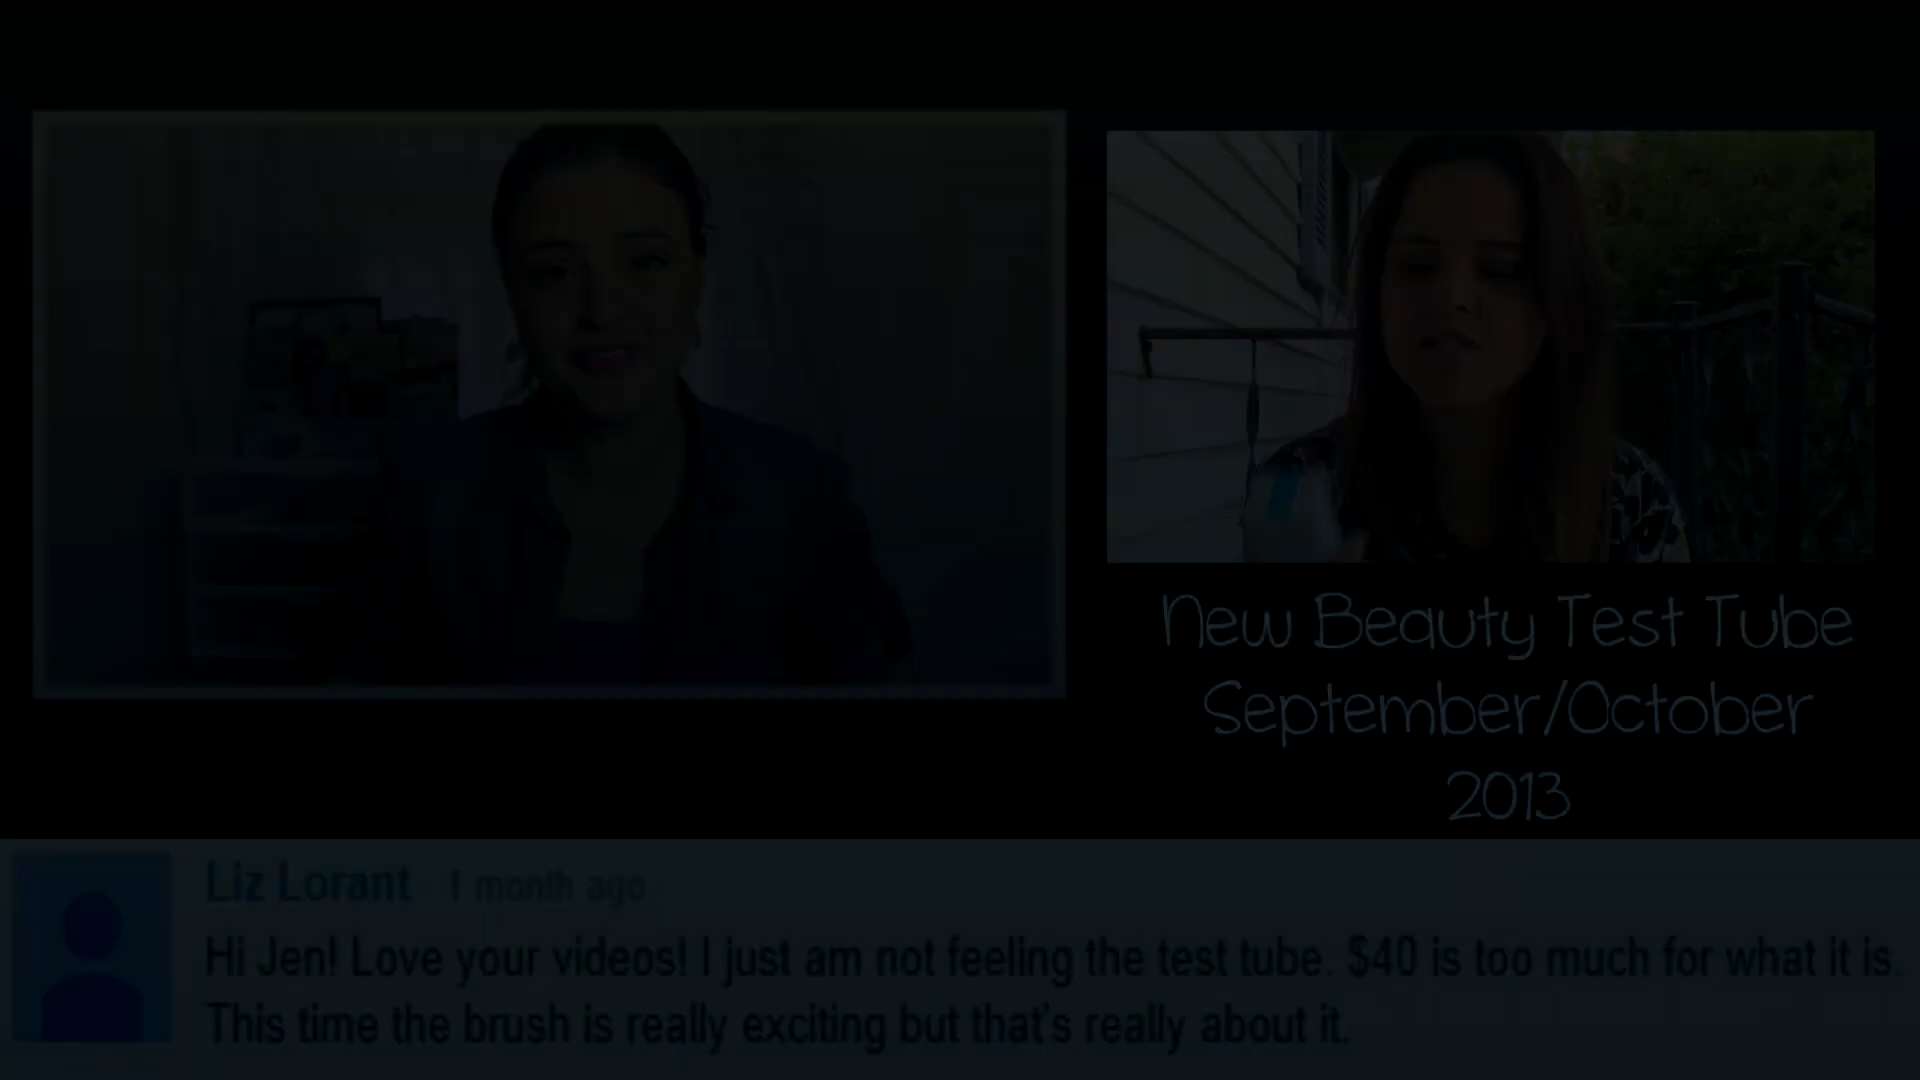 New Beauty Test Tube
September/October
2013
Liz Lorant 1 month ago
Hi Jen! Love your videos! I just am not feeling the test tube. $40 is too much for what it is.
This time the brush is really exciting but that's really about it.